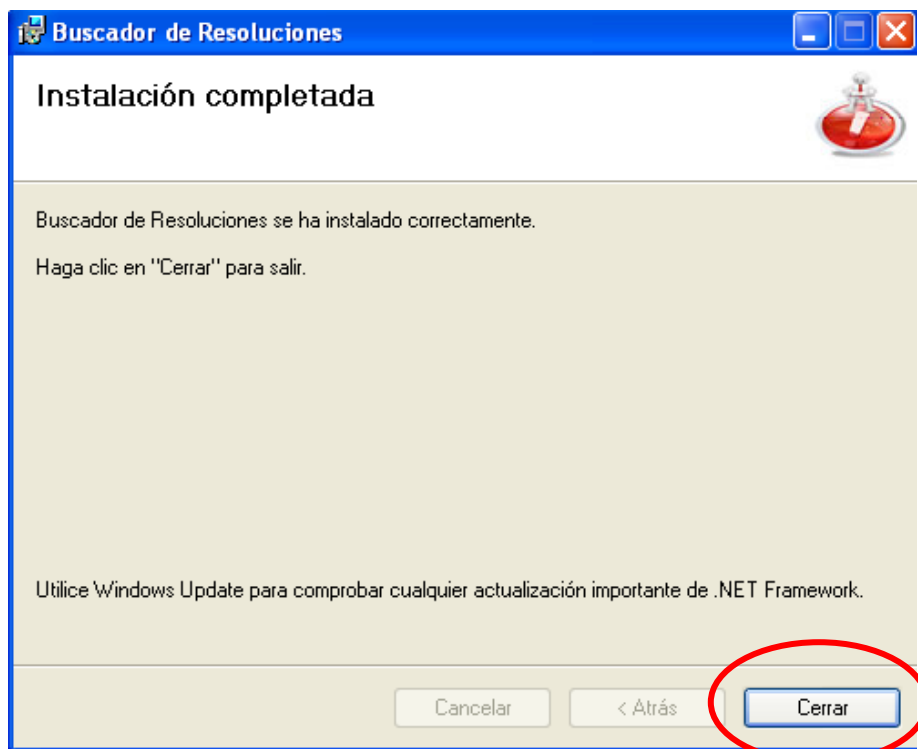 Buscador de Resoluciones
Instalación completada
Buscador de Resoluciones se ha instalado correctamente.
Haga clic en "Cerrar" para salir.
Utilice Windows Update para comprobar cualquier actualización importante de .NET Framework.
Cancelar
< Atrás
Cerrar